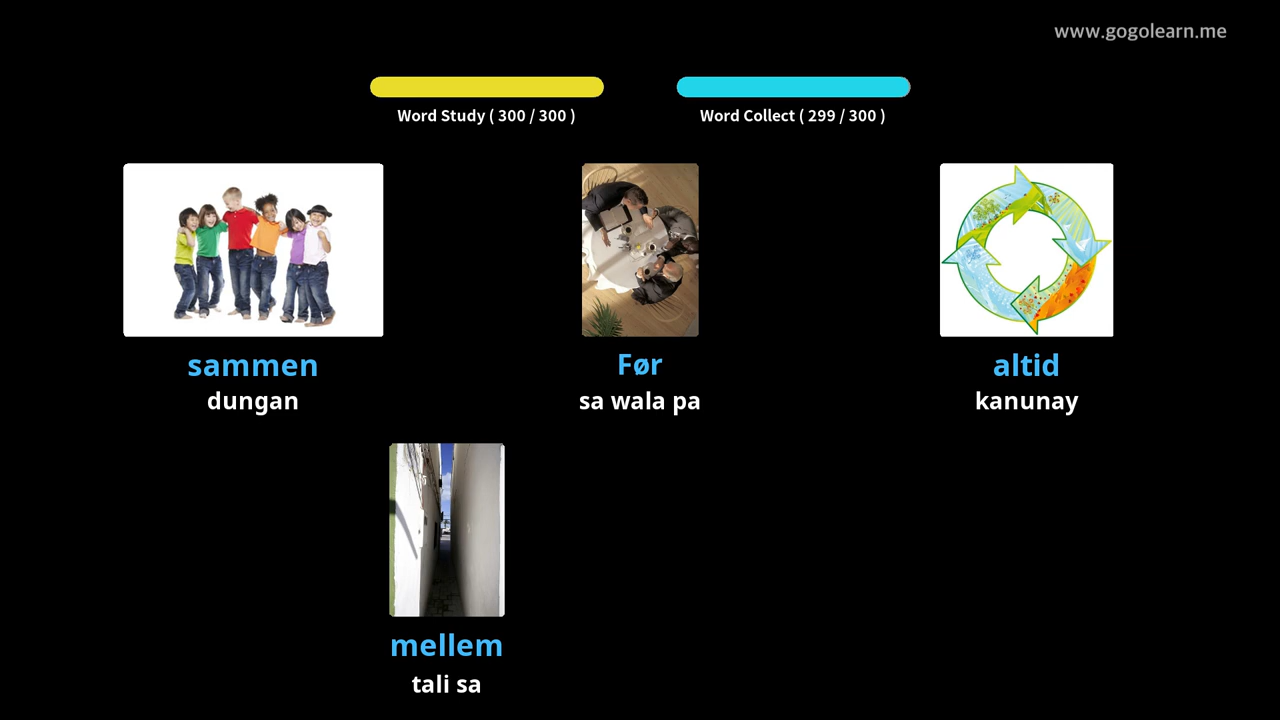 www.gogolearn.me
Word Study ( 300 / 300 )
Word Collect ( 299 / 300 )
sammen
dungan
Før
sa wala pa
altid
kanunay
mellem
tali sa